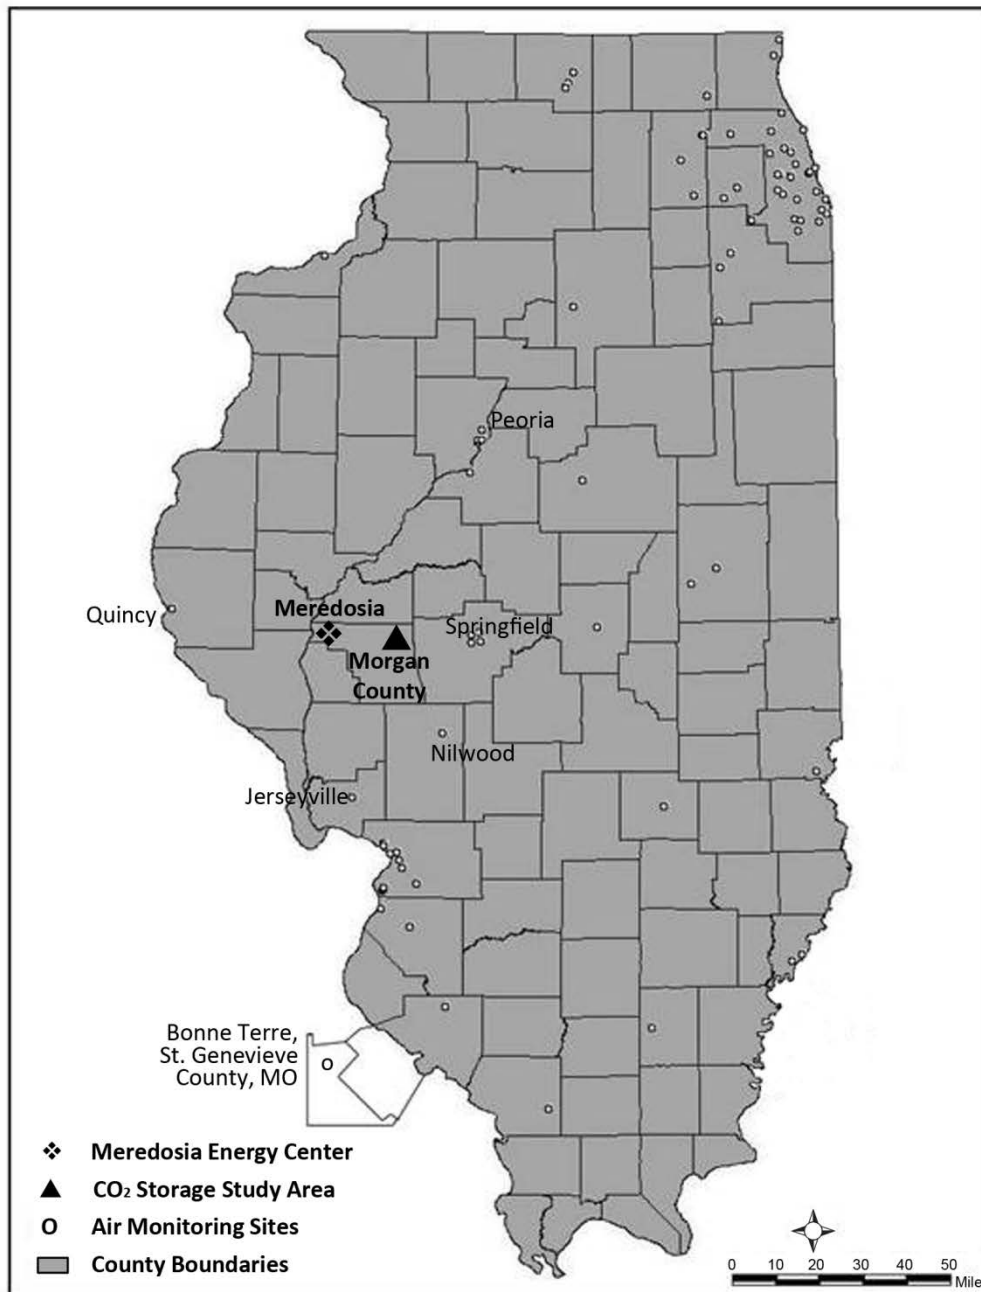 Peoria
Quincy
Meredosia
Springfield
Morgan
County
Nilwood
Jerseyville
Bonne Terre,
St. Genevieve
County, MO
Meredosia Energy Center
CO₂ Storage Study Area
Air Monitoring Sites
County Boundaries
0 10 20 30 40 50
Mile